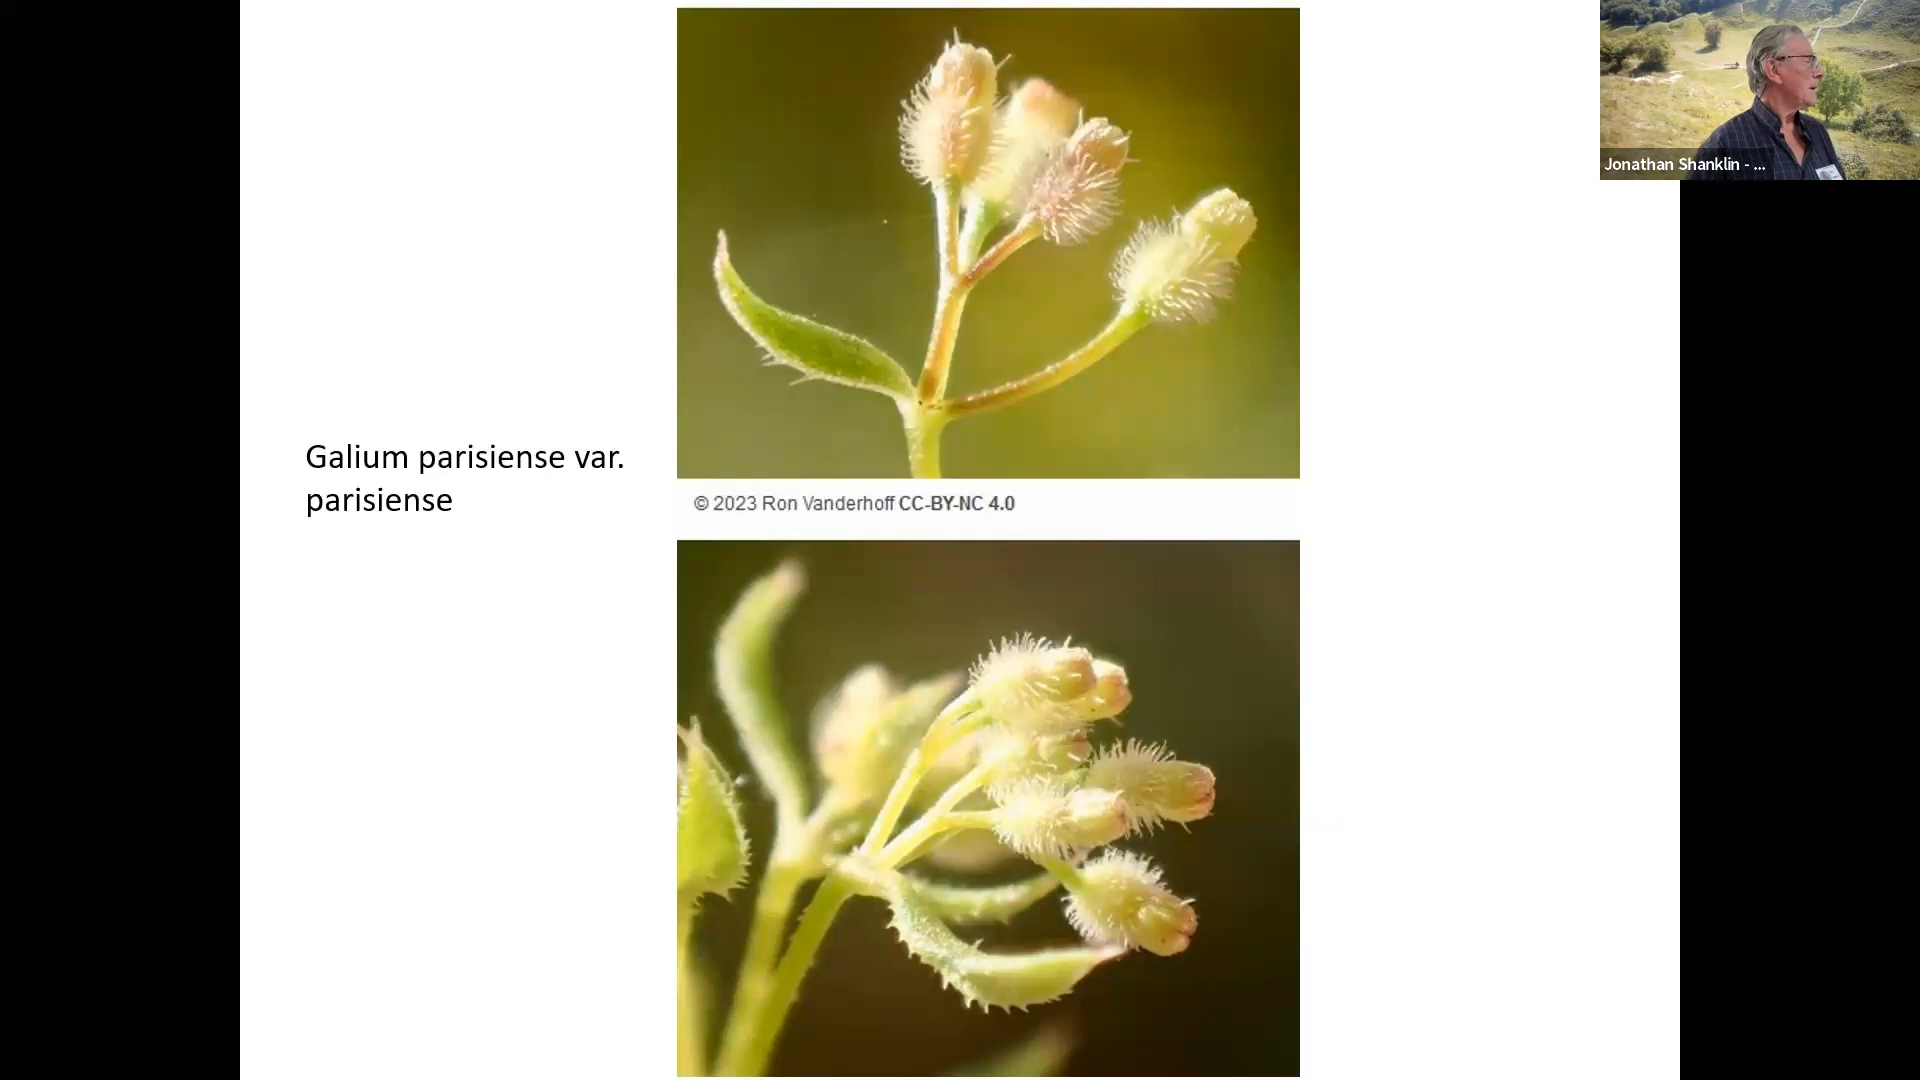 Jonathan Shanklin - ...
Galium parisiense var.
parisiense
© 2023 Ron Vanderhoff CC-BY-NC 4.0